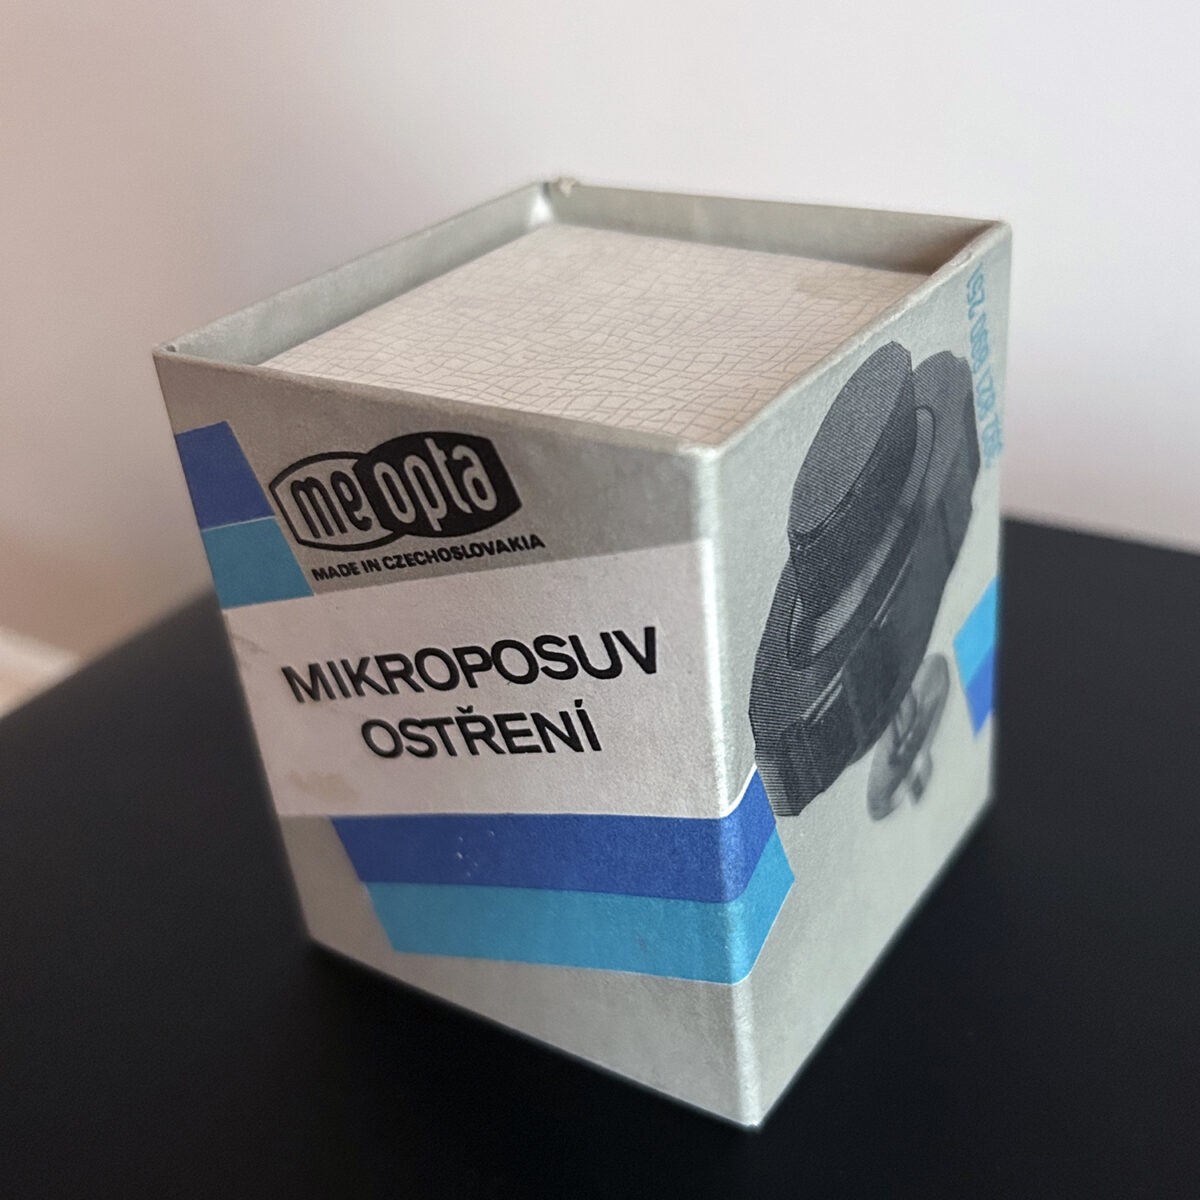 meopta
MADE IN CZECHOSLOVAKIA
MIKROPOSUV
OSTŘENÍ